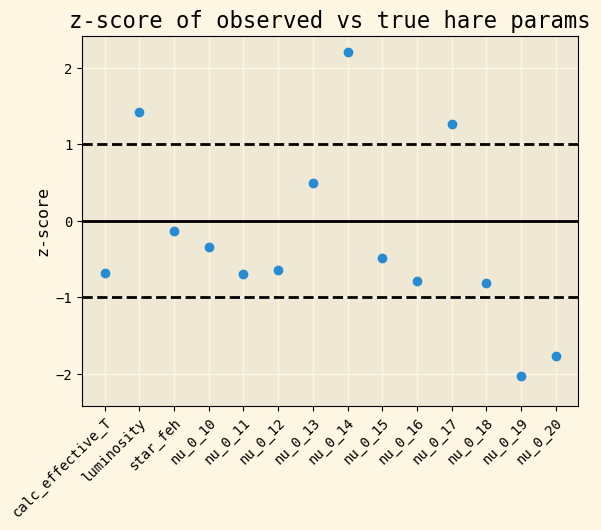 z-score of observed vs true hare params
z-score
2
1
0
−1
−2
calc_effective_T
luminosity
star_feh
nu_0_10
nu_0_11
nu_0_12
nu_0_13
nu_0_14
nu_0_15
nu_0_16
nu_0_17
nu_0_18
nu_0_19
nu_0_20